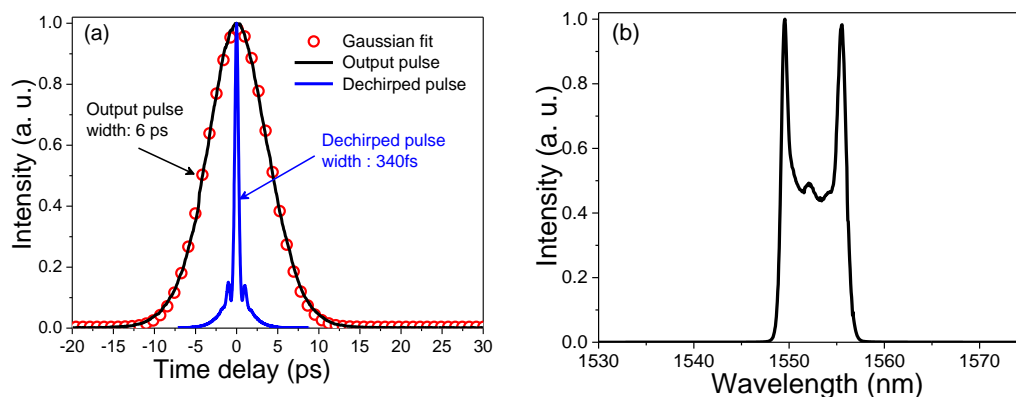 (a)
Gaussian fit
Output pulse
Dechirped pulse
Output pulse
width: 6 ps
Dechirped pulse
width : 340fs
Intensity (a. u.)
1.0
0.8
0.6
0.4
0.2
0.0
-20 -15 -10 -5 0 5 10 15 20 25 30
Time delay (ps)
(b)
Intensity (a. u.)
1.0
0.8
0.6
0.4
0.2
0.0
1530 1540 1550 1560 1570
Wavelength (nm)